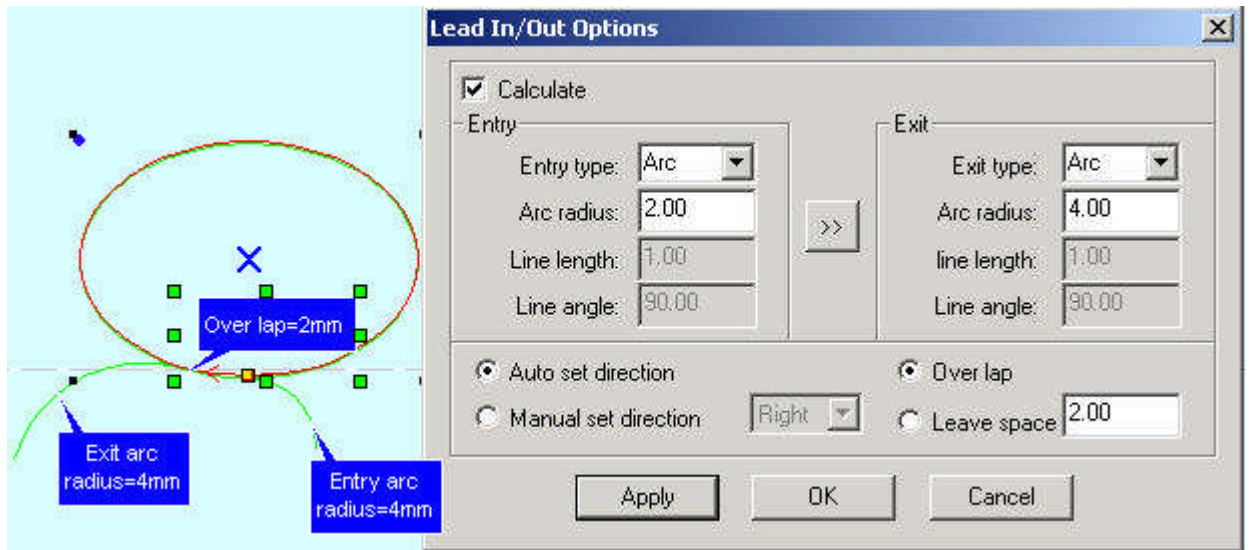 Lead In/Out Options
Calculate
Entry
Exit
Entry type: Arc
Exit type: Arc
Arc radius: 2.00
>>
Arc radius: 4.00
Line length: 1.00
line length: 1.00
Line angle: 90.00
Line angle: 90.00
Over lap=2mm
Auto set direction
Over lap
Manual set direction Right
Leave space 2.00
Exit arc
radius=4mm
Entry arc
radius=4mm
Apply
OK
Cancel